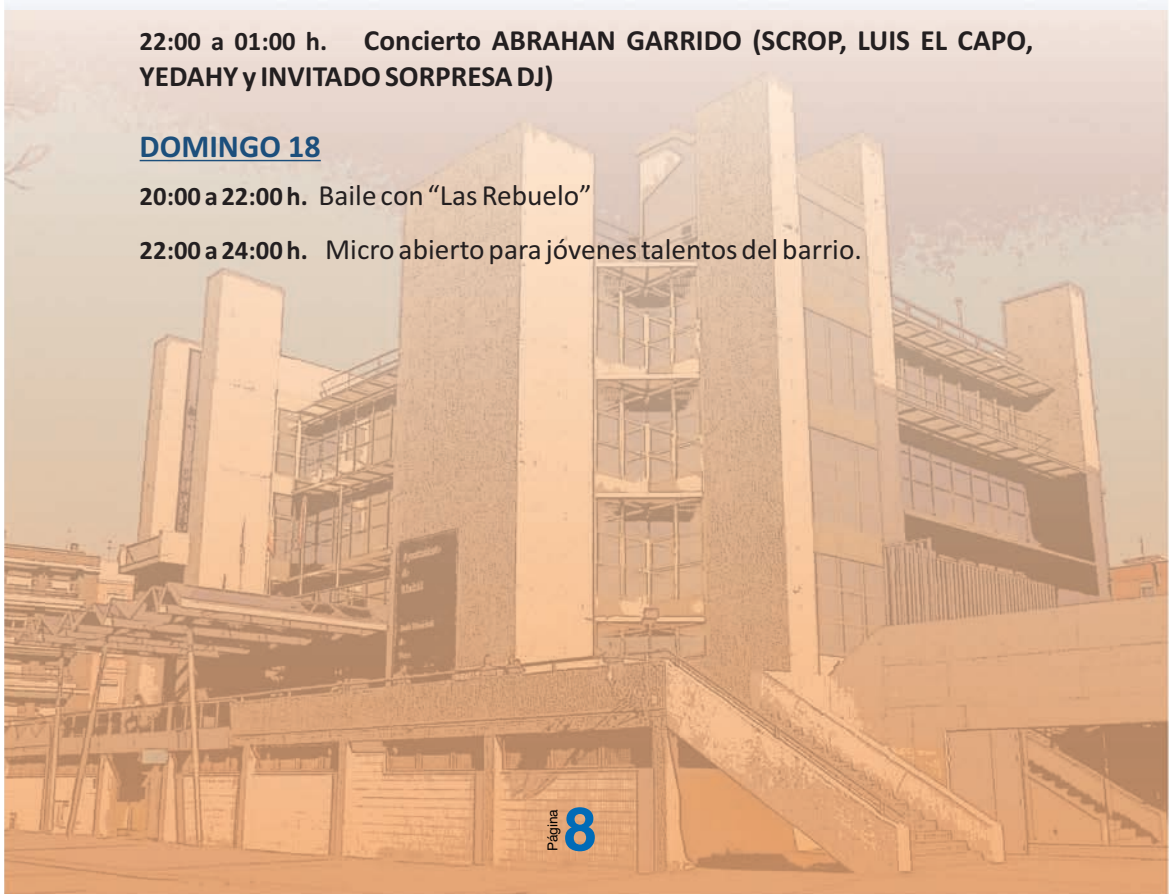 22:00 a 01:00 h. Concierto ABRAHAN GARRIDO (SCROP, LUIS EL CAPO,
YEDAHY y INVITADO SORPRESA DJ)
DOMINGO 18
20:00 a 22:00 h. Baile con “Las Rebuelo”
22:00 a 24:00 h. Micro abierto para jóvenes talentos del barrio.
Página 8